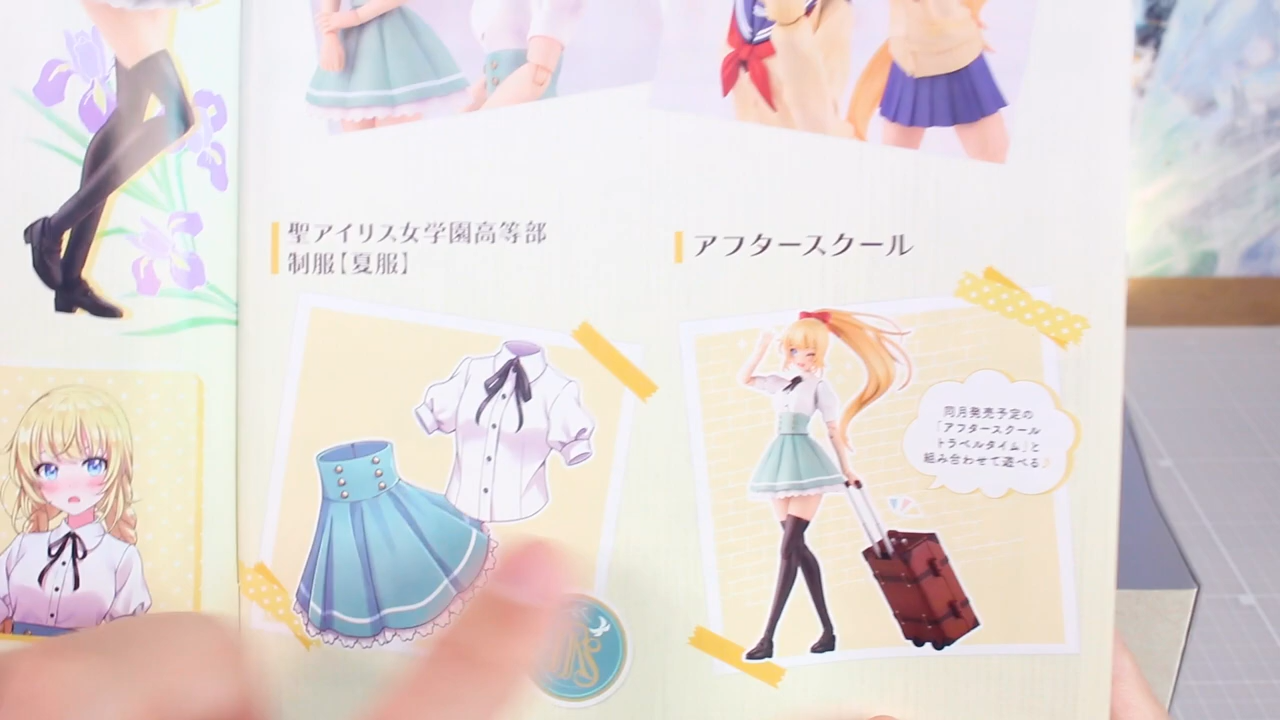 聖アイリス女学園高等部
制服【夏服】
アフタースクール
同月発売予定の
「アフタースクール
トラベルタイム」と
組み合わせて遊べる♪